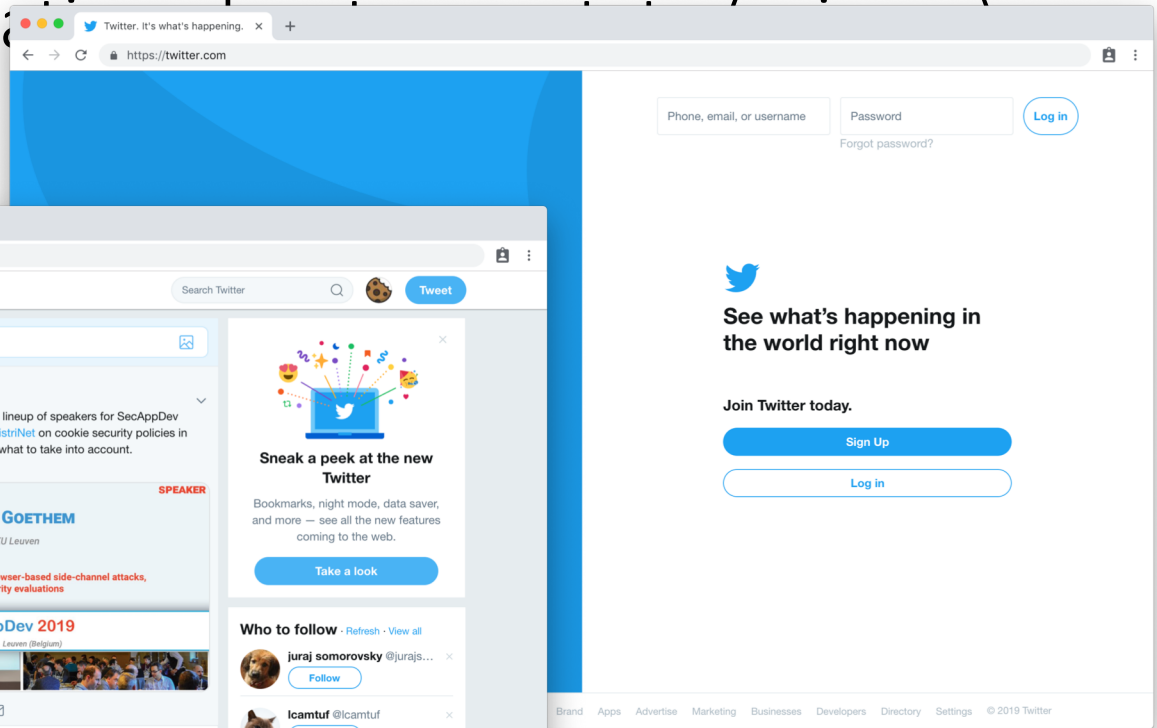 Twitter. It's what's happening.
https://twitter.com
Phone, email, or username
Password
Log in
Forgot password?
See what's happening in
the world right now
Join Twitter today.
Sign Up
Log in
Search Twitter
Tweet
lineup of speakers for SecAppDev
istriNet on cookie security policies in
what to take into account.
SPEAKER
GOETHEM
U Leuven
wser-based side-channel attacks,
ity evaluations
Dev 2019
Leuven (Belgium)
Sneak a peek at the new
Twitter
Bookmarks, night mode, data saver,
and more — see all the new features
coming to the web.
Take a look
Who to follow · Refresh · View all
juraj somorovsky @jurajs...
Follow
lcamtuf @lcamtuf
Brand Apps Advertise Marketing Businesses Developers Directory Settings © 2019 Twitter